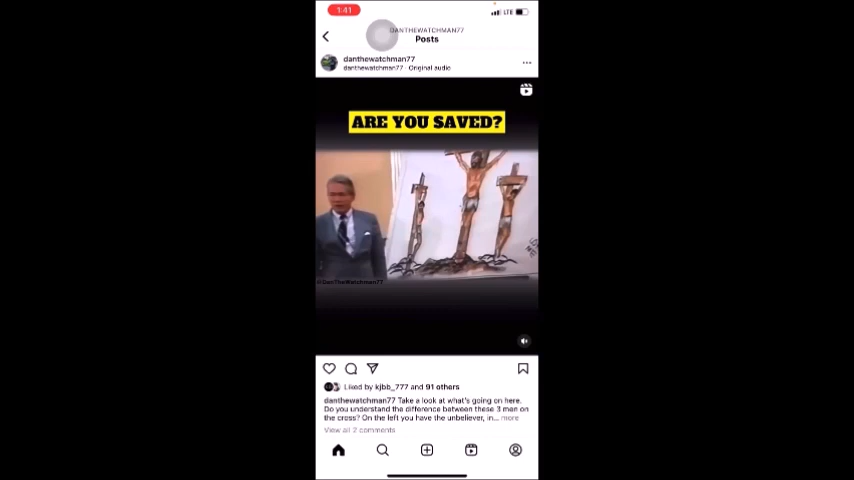 1:41
LTE
DANTHEWATCHMAN77
Posts
danthewatchman77
danthewatchman77 · Original audio
ARE YOU SAVED?
@DanTheWatchman77
Liked by kjbb_777 and 91 others
danthewatchman77 Take a look at what's going on here.
Do you understand the difference between these 3 men on
the cross? On the left you have the unbeliever, in... more
View all 2 comments